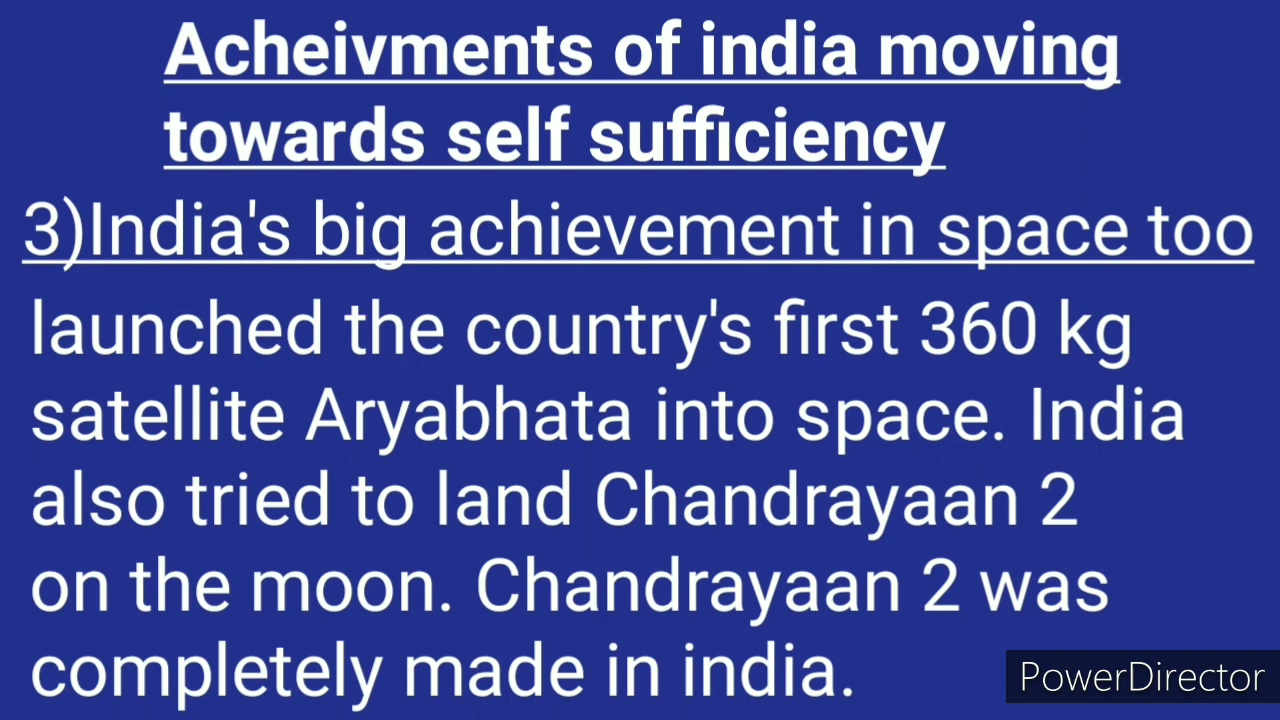 Acheivments of india moving
towards self sufficiency
3)India's big achievement in space too
launched the country's first 360 kg
satellite Aryabhata into space. India
also tried to land Chandrayaan 2
on the moon. Chandrayaan 2 was
completely made in india.
PowerDirector